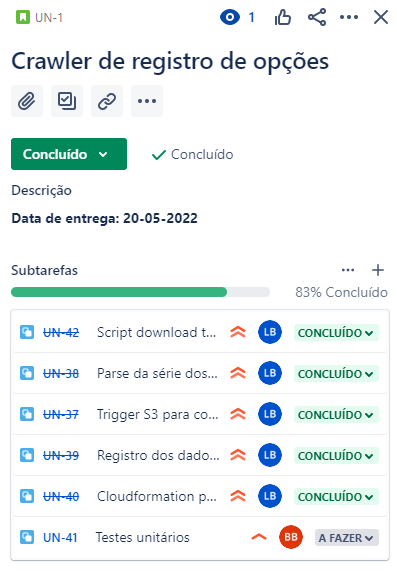 UN-1
1
Crawler de registro de opções
Concluído
Concluído
Descrição
Data de entrega: 20-05-2022
Subtarefas
83% Concluído
UN-42 Script download t... LB CONCLUÍDO
UN-38 Parse da série dos... LB CONCLUÍDO
UN-37 Trigger S3 para co... LB CONCLUÍDO
UN-39 Registro dos dado... LB CONCLUÍDO
UN-40 Cloudformation p... LB CONCLUÍDO
UN-41 Testes unitários BB A FAZER